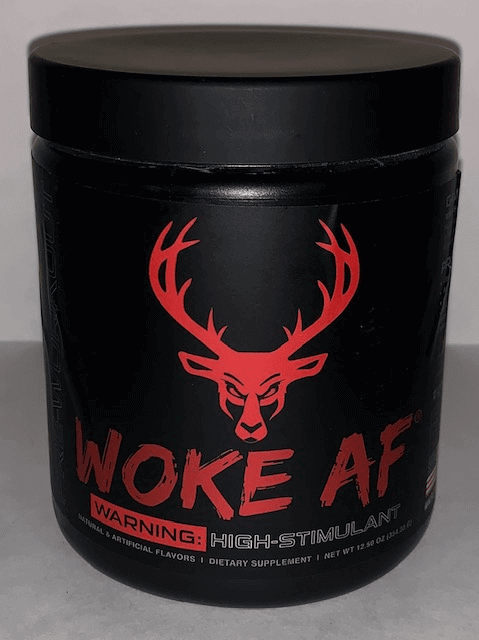 WOKE AF®
WARNING: HIGH-STIMULANT
NATURAL & ARTIFICIAL FLAVORS | DIETARY SUPPLEMENT | NET WT 12.50 OZ